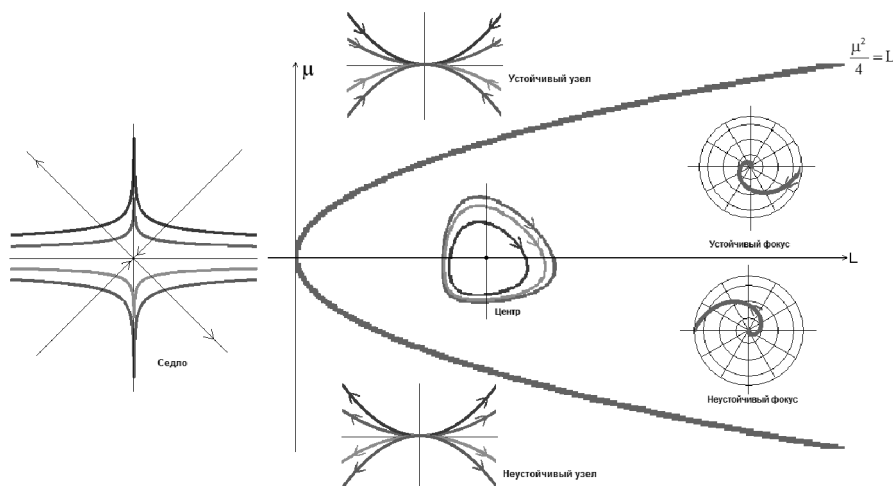 μ
Устойчивый узел
μ²/4 = L
Устойчивый фокус
L
Центр
Седло
Неустойчивый фокус
Неустойчивый узел